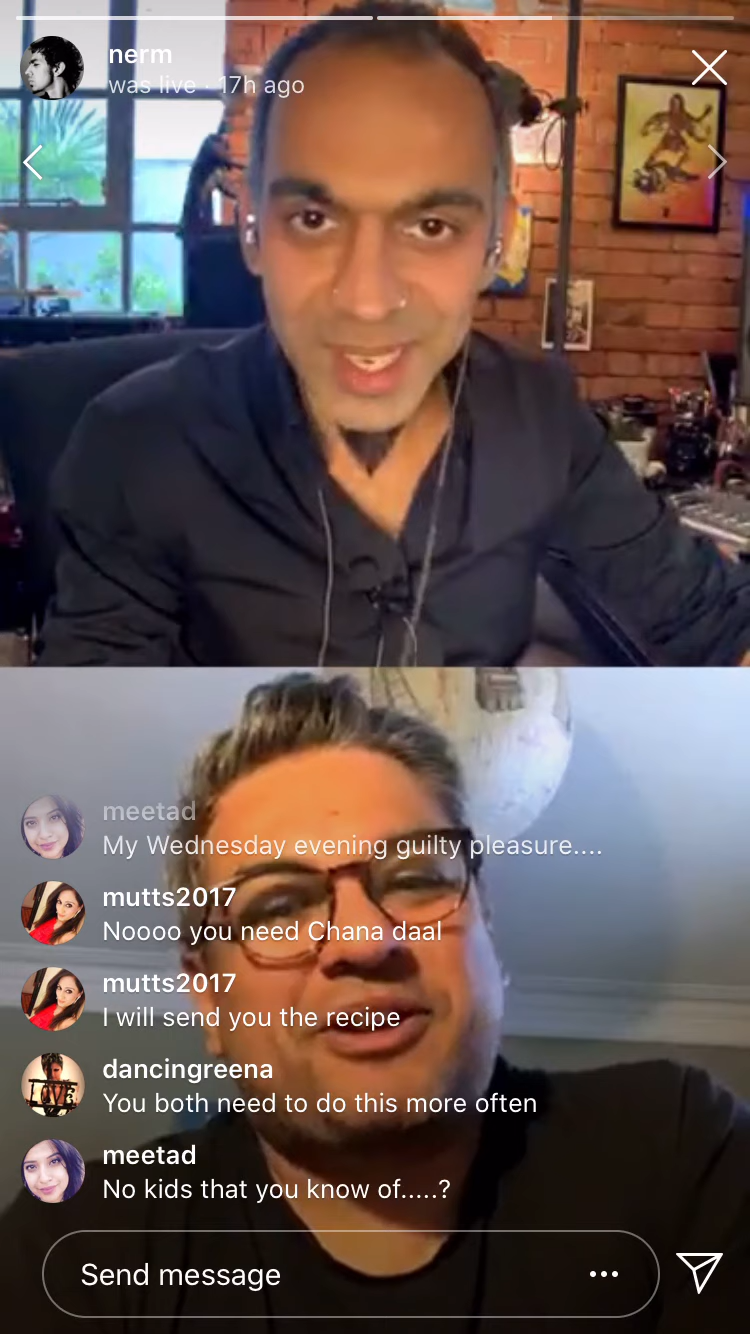 nerm
was live · 17h ago
meetad
My Wednesday evening guilty pleasure....
mutts2017
Noooo you need Chana daal
mutts2017
I will send you the recipe
dancingreena
You both need to do this more often
meetad
No kids that you know of.....?
Send message